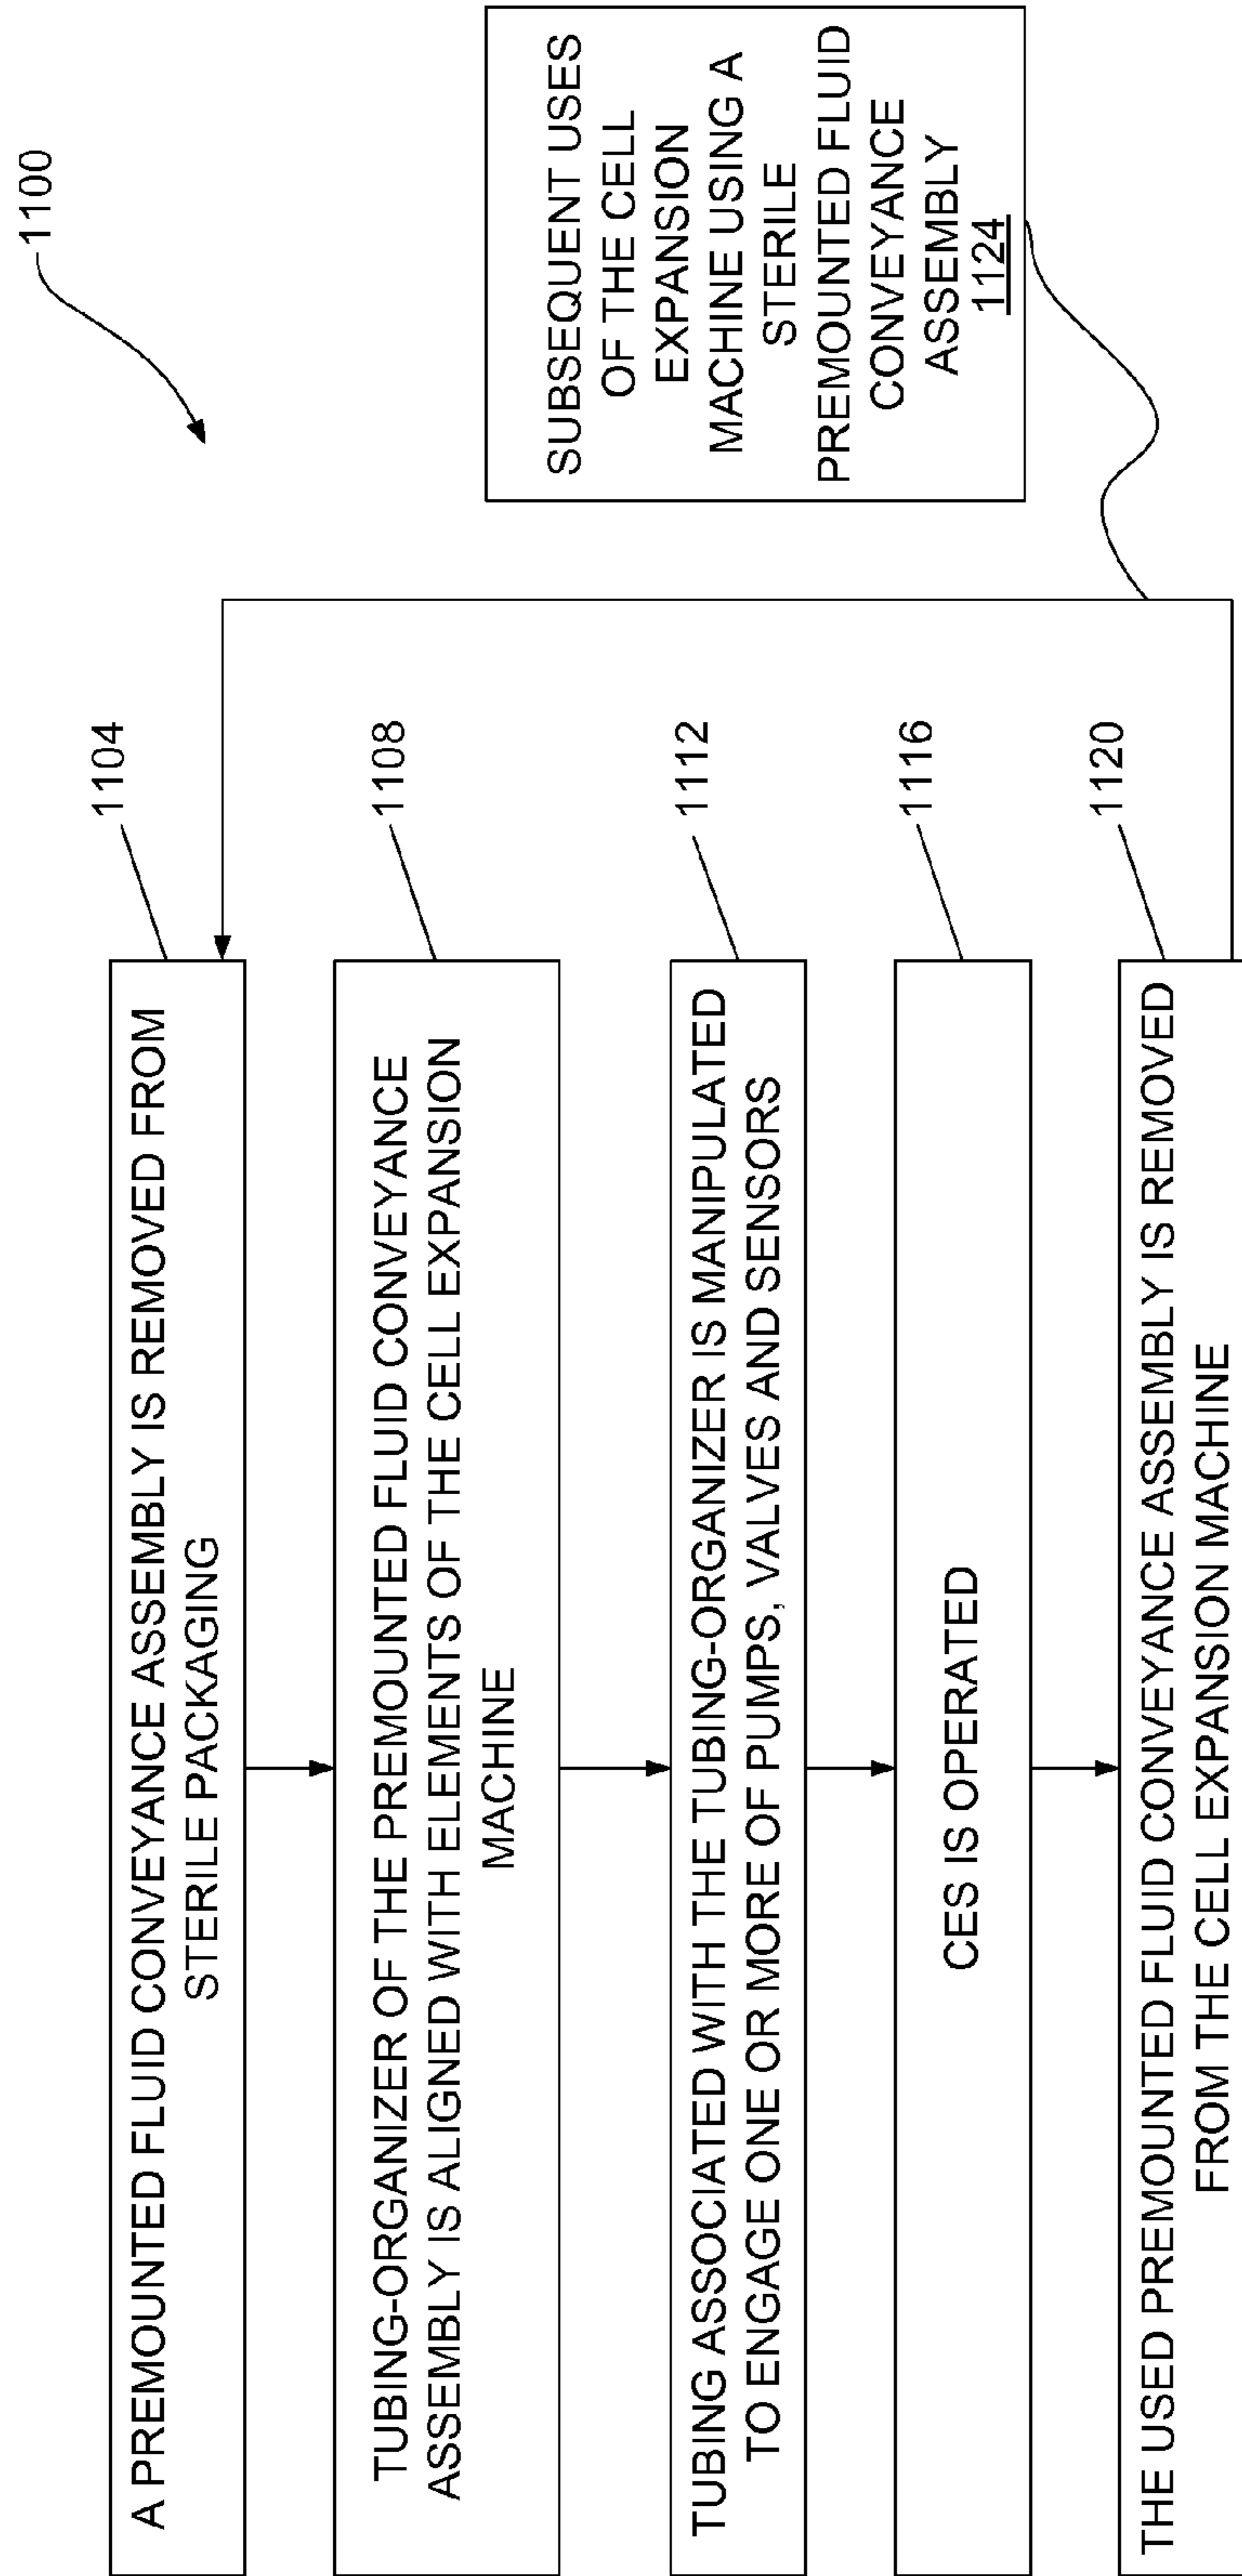 1100
1104
A PREMOUNTED FLUID CONVEYANCE ASSEMBLY IS REMOVED FROM
STERILE PACKAGING
1108
TUBING-ORGANIZER OF THE PREMOUNTED FLUID CONVEYANCE
ASSEMBLY IS ALIGNED WITH ELEMENTS OF THE CELL EXPANSION
MACHINE
1112
TUBING ASSOCIATED WITH THE TUBING-ORGANIZER IS MANIPULATED
TO ENGAGE ONE OR MORE OF PUMPS, VALVES AND SENSORS
1116
CES IS OPERATED
1120
THE USED PREMOUNTED FLUID CONVEYANCE ASSEMBLY IS REMOVED
FROM THE CELL EXPANSION MACHINE
SUBSEQUENT USES
OF THE CELL
EXPANSION
MACHINE USING A
STERILE
PREMOUNTED FLUID
CONVEYANCE
ASSEMBLY
1124